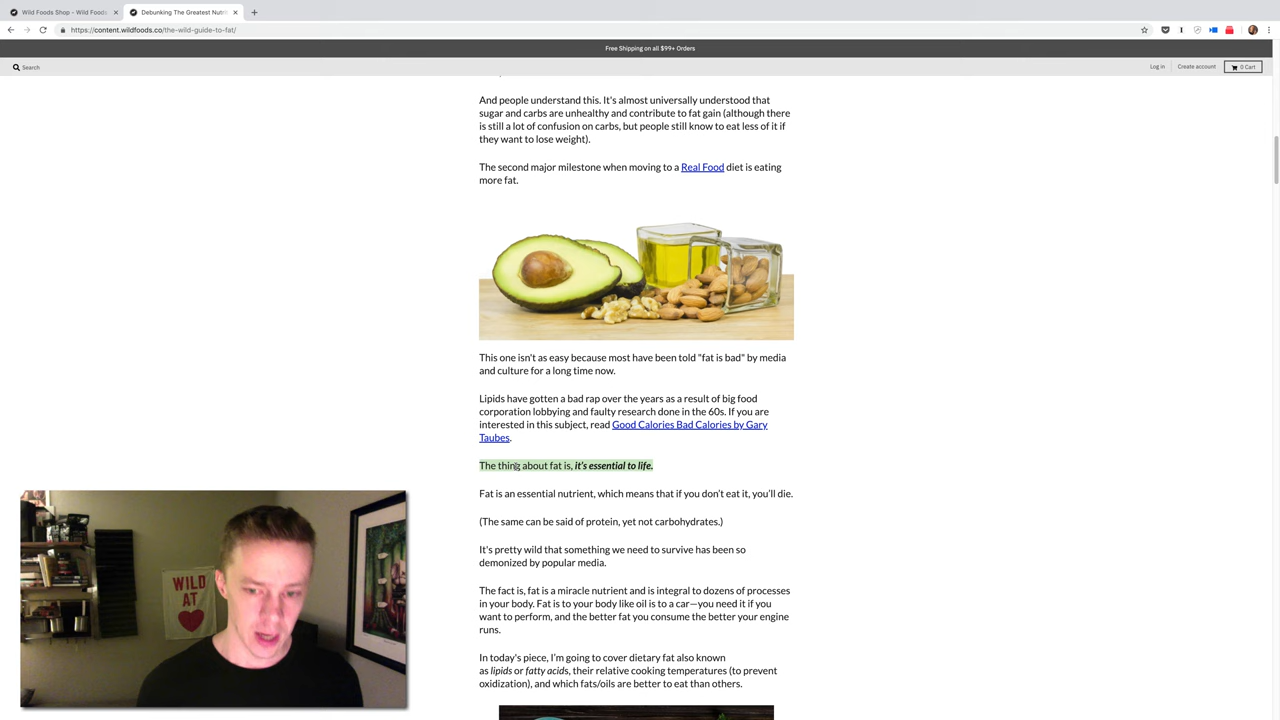 Wild Foods Shop - Wild Foods
Debunking The Greatest Nutri
https://content.wildfoods.co/the-wild-guide-to-fat/
Free Shipping on all $99+ Orders
Search
Log in
Create account
0 Cart
And people understand this. It's almost universally understood that
sugar and carbs are unhealthy and contribute to fat gain (although there
is still a lot of confusion on carbs, but people still know to eat less of it if
they want to lose weight).
The second major milestone when moving to a Real Food diet is eating
more fat.
This one isn't as easy because most have been told "fat is bad" by media
and culture for a long time now.
Lipids have gotten a bad rap over the years as a result of big food
corporation lobbying and faulty research done in the 60s. If you are
interested in this subject, read Good Calories Bad Calories by Gary
Taubes.
The thing about fat is, it's essential to life.
Fat is an essential nutrient, which means that if you don't eat it, you'll die.
(The same can be said of protein, yet not carbohydrates.)
It's pretty wild that something we need to survive has been so
demonized by popular media.
The fact is, fat is a miracle nutrient and is integral to dozens of processes
in your body. Fat is to your body like oil is to a car—you need it if you
want to perform, and the better fat you consume the better your engine
runs.
In today's piece, I'm going to cover dietary fat also known
as lipids or fatty acids, their relative cooking temperatures (to prevent
oxidization), and which fats/oils are better to eat than others.
WILD
AT